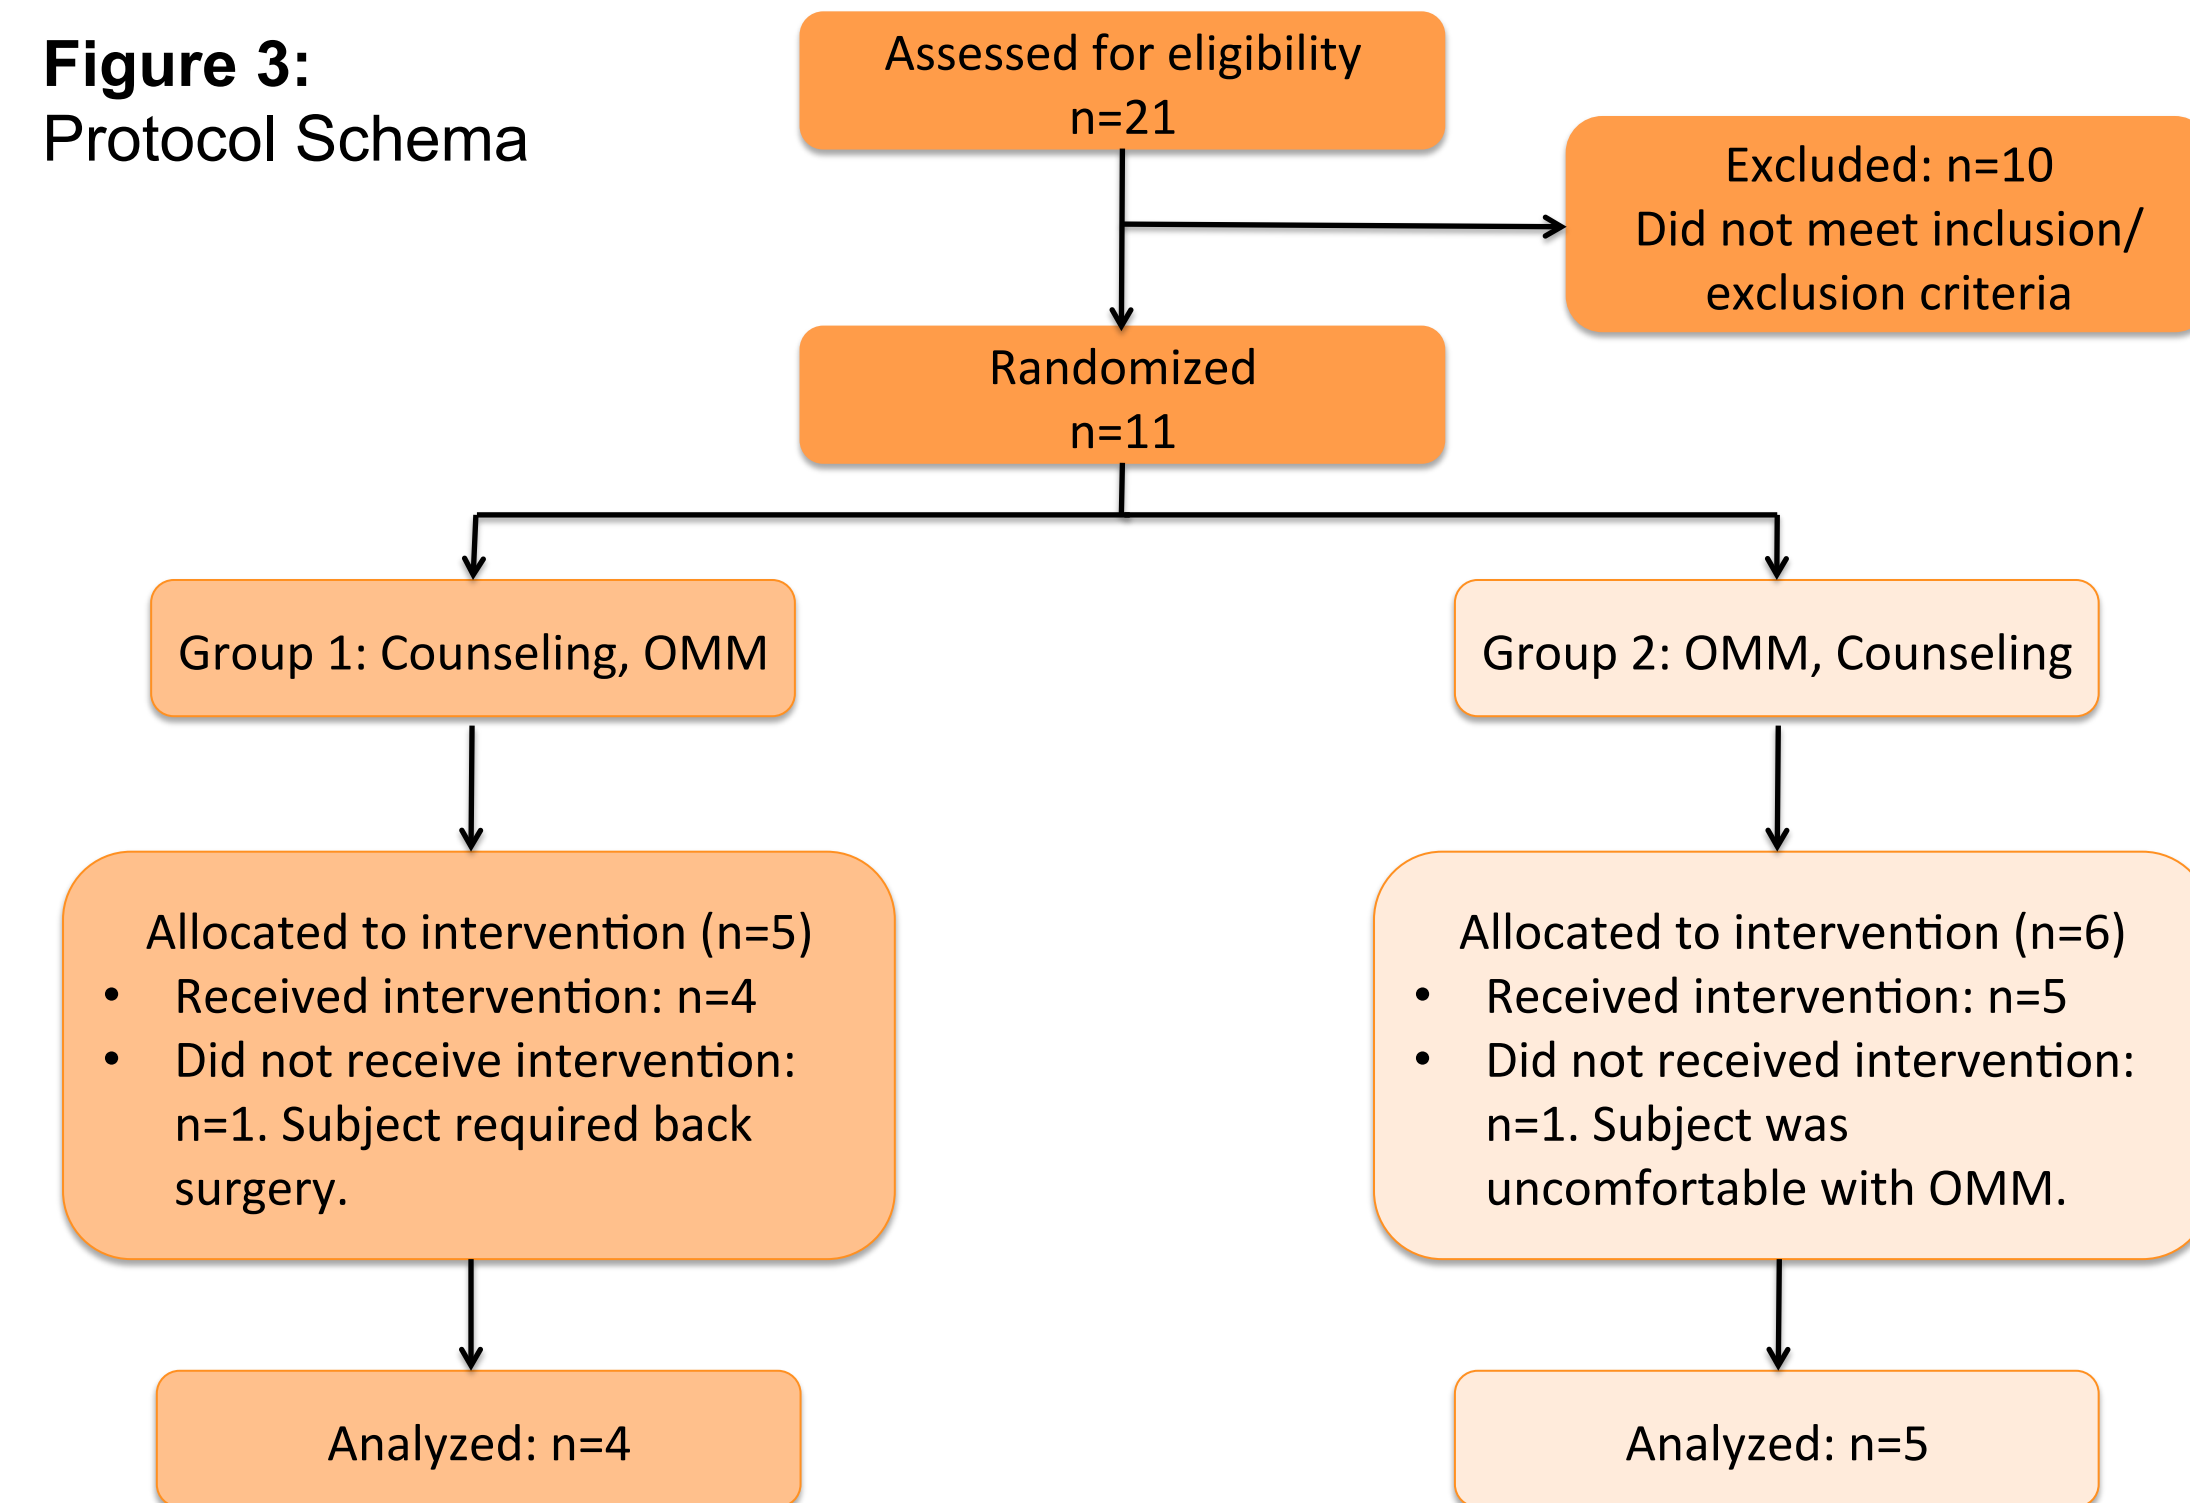 Figure 3:
Protocol Schema
Assessed for eligibility
n=21
Excluded: n=10
Did not meet inclusion/
exclusion criteria
Randomized
n=11
Group 1: Counseling, OMM
Group 2: OMM, Counseling
Allocated to intervention (n=5)
• Received intervention: n=4
• Did not receive intervention:
n=1. Subject required back
surgery.
Allocated to intervention (n=6)
• Received intervention: n=5
• Did not received intervention:
n=1. Subject was
uncomfortable with OMM.
Analyzed: n=4
Analyzed: n=5